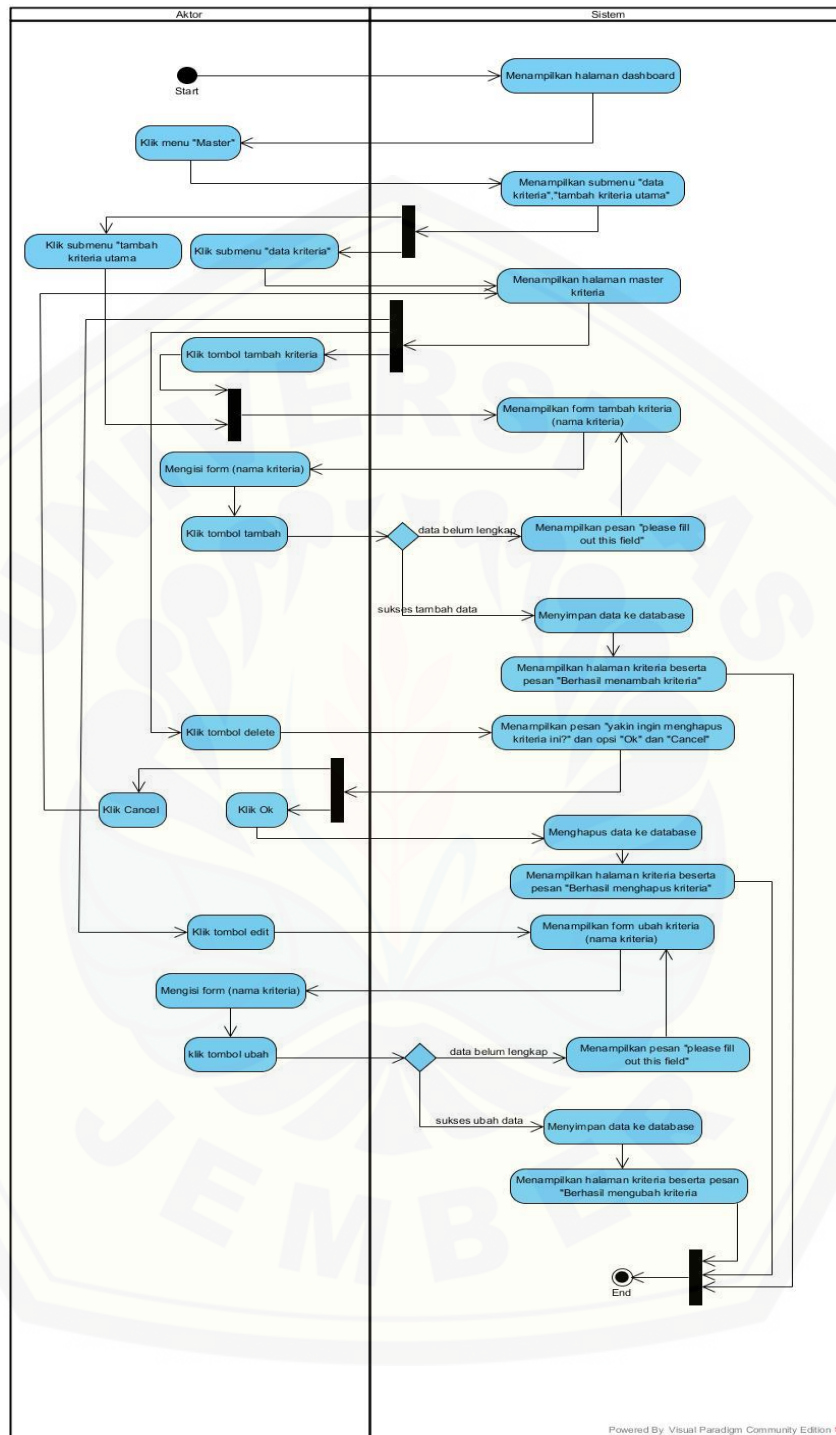 Aktor
Sistem
Start
Menampilkan halaman dashboard
Klik menu "Master"
Menampilkan submenu "data
kriteria","tambah kriteria utama"
Klik submenu "tambah
kriteria utama
Klik submenu "data kriteria"
Menampilkan halaman master
kriteria
Klik tombol tambah kriteria
Menampilkan form tambah kriteria
(nama kriteria)
Mengisi form (nama kriteria)
Klik tombol tambah
data belum lengkap
Menampilkan pesan "please fill
out this field"
sukses tambah data
Menyimpan data ke database
Menampilkan halaman kriteria beserta
pesan "Berhasil menambah kriteria"
Klik tombol delete
Menampilkan pesan "yakin ingin menghapus
kriteria ini?" dan opsi "Ok" dan "Cancel"
Klik Cancel
Klik Ok
Menghapus data ke database
Menampilkan halaman kriteria beserta
pesan "Berhasil menghapus kriteria"
Klik tombol edit
Menampilkan form ubah kriteria
(nama kriteria)
Mengisi form (nama kriteria)
klik tombol ubah
data belum lengkap
Menampilkan pesan "please fill
out this field"
sukses ubah data
Menyimpan data ke database
Menampilkan halaman kriteria beserta pesan
"Berhasil mengubah kriteria
End
UNIVERSITAS
JEMBER
Powered By Visual Paradigm Community Edition